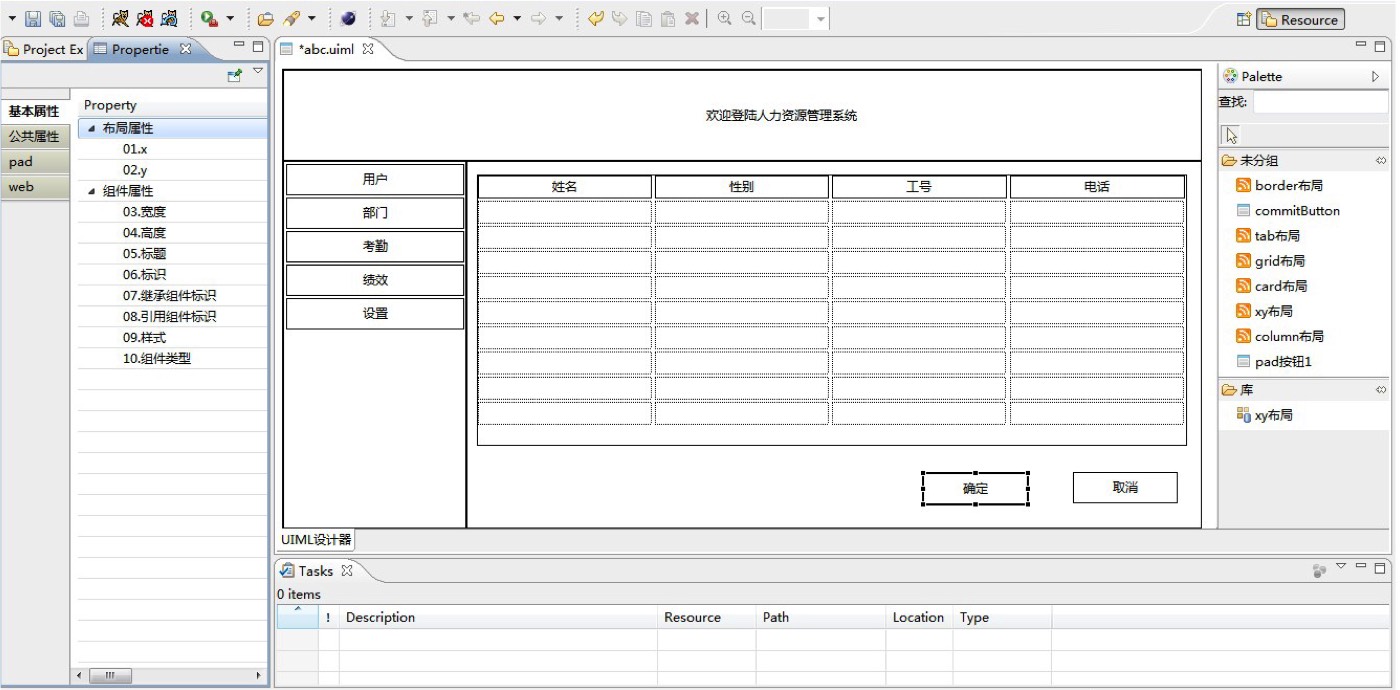 Resource
Project Ex
Propertie
*abc.uiml
基本属性
公共属性
pad
web
Property
布局属性
01.x
02.y
组件属性
03.宽度
04.高度
05.标题
06.标识
07.继承组件标识
08.引用组件标识
09.样式
10.组件类型
欢迎登陆人力资源管理系统
用户
部门
考勤
绩效
设置
姓名 性别 工号 电话
确定 取消
UIML设计器
Palette
查找:
未分组
border布局
commitButton
tab布局
grid布局
card布局
xy布局
column布局
pad按钮1
库
xy布局
Tasks
0 items
! Description Resource Path Location Type